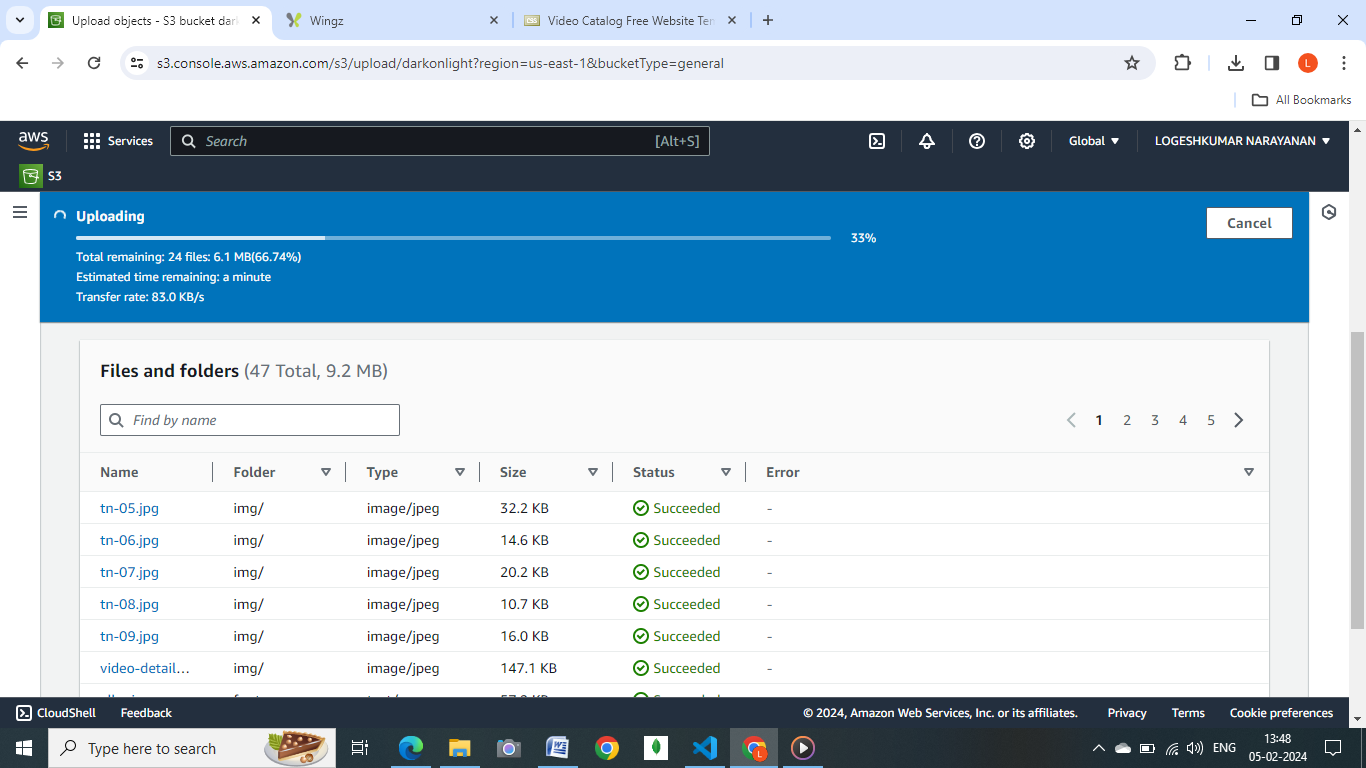 Upload objects - S3 bucket dar
Wingz
Video Catalog Free Website Ten
s3.console.aws.amazon.com/s3/upload/darkonlight?region=us-east-1&bucketType=general
L
All Bookmarks
aws
Services
Search
[Alt+S]
Global
LOGESHKUMAR NARAYANAN
S3
Uploading
33%
Cancel
Total remaining: 24 files: 6.1 MB(66.74%)
Estimated time remaining: a minute
Transfer rate: 83.0 KB/s
Files and folders (47 Total, 9.2 MB)
Find by name
1 2 3 4 5
Name Folder Type Size Status Error
tn-05.jpg img/ image/jpeg 32.2 KB Succeeded -
tn-06.jpg img/ image/jpeg 14.6 KB Succeeded -
tn-07.jpg img/ image/jpeg 20.2 KB Succeeded -
tn-08.jpg img/ image/jpeg 10.7 KB Succeeded -
tn-09.jpg img/ image/jpeg 16.0 KB Succeeded -
video-detail... img/ image/jpeg 147.1 KB Succeeded -
CloudShell Feedback © 2024, Amazon Web Services, Inc. or its affiliates. Privacy Terms Cookie preferences
Type here to search
ENG
13:48
05-02-2024